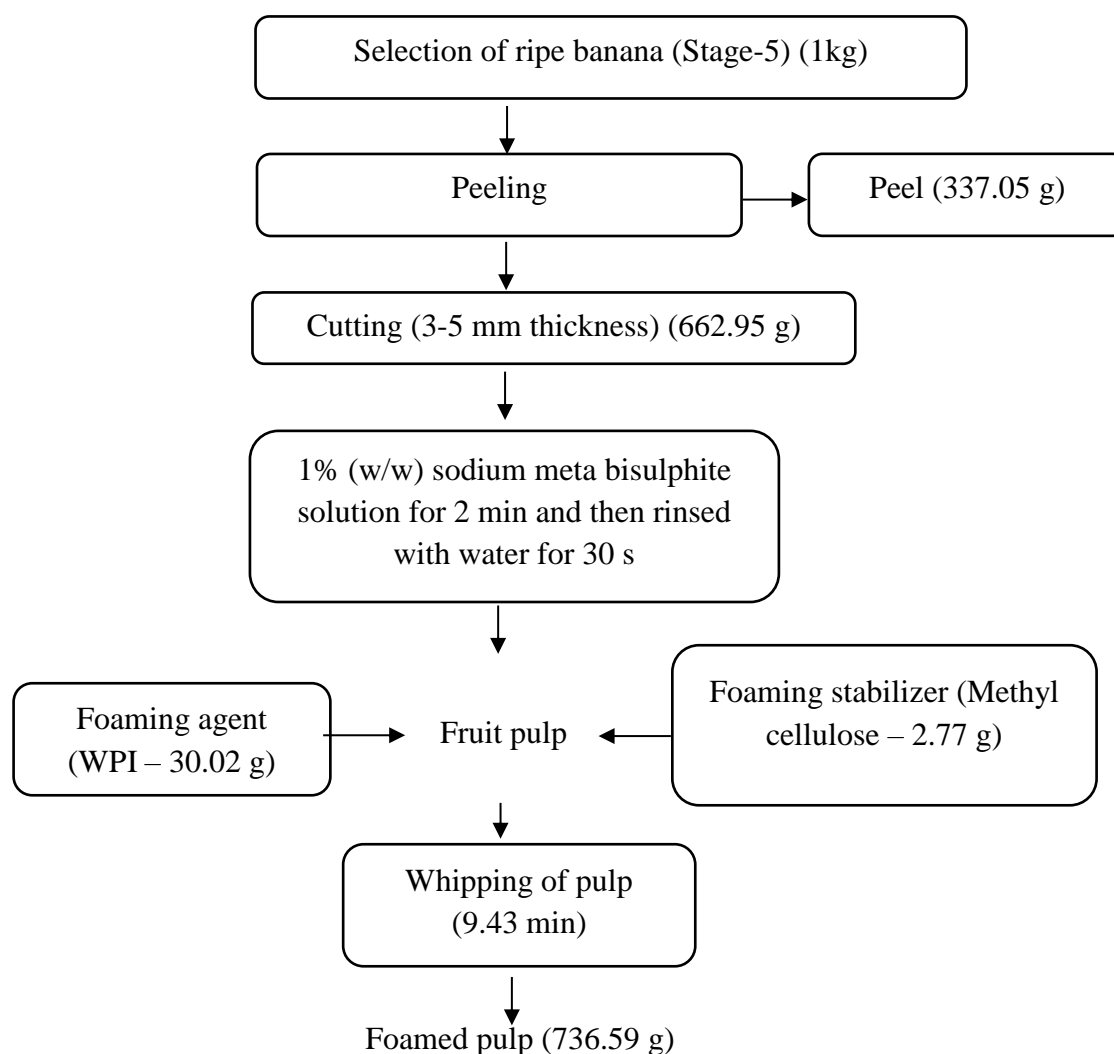 Selection of ripe banana (Stage-5) (1kg)
Peeling
Peel (337.05 g)
Cutting (3-5 mm thickness) (662.95 g)
1% (w/w) sodium meta bisulphite
solution for 2 min and then rinsed
with water for 30 s
Foaming agent
(WPI – 30.02 g)
Fruit pulp
Foaming stabilizer (Methyl
cellulose – 2.77 g)
Whipping of pulp
(9.43 min)
Foamed pulp (736.59 g)